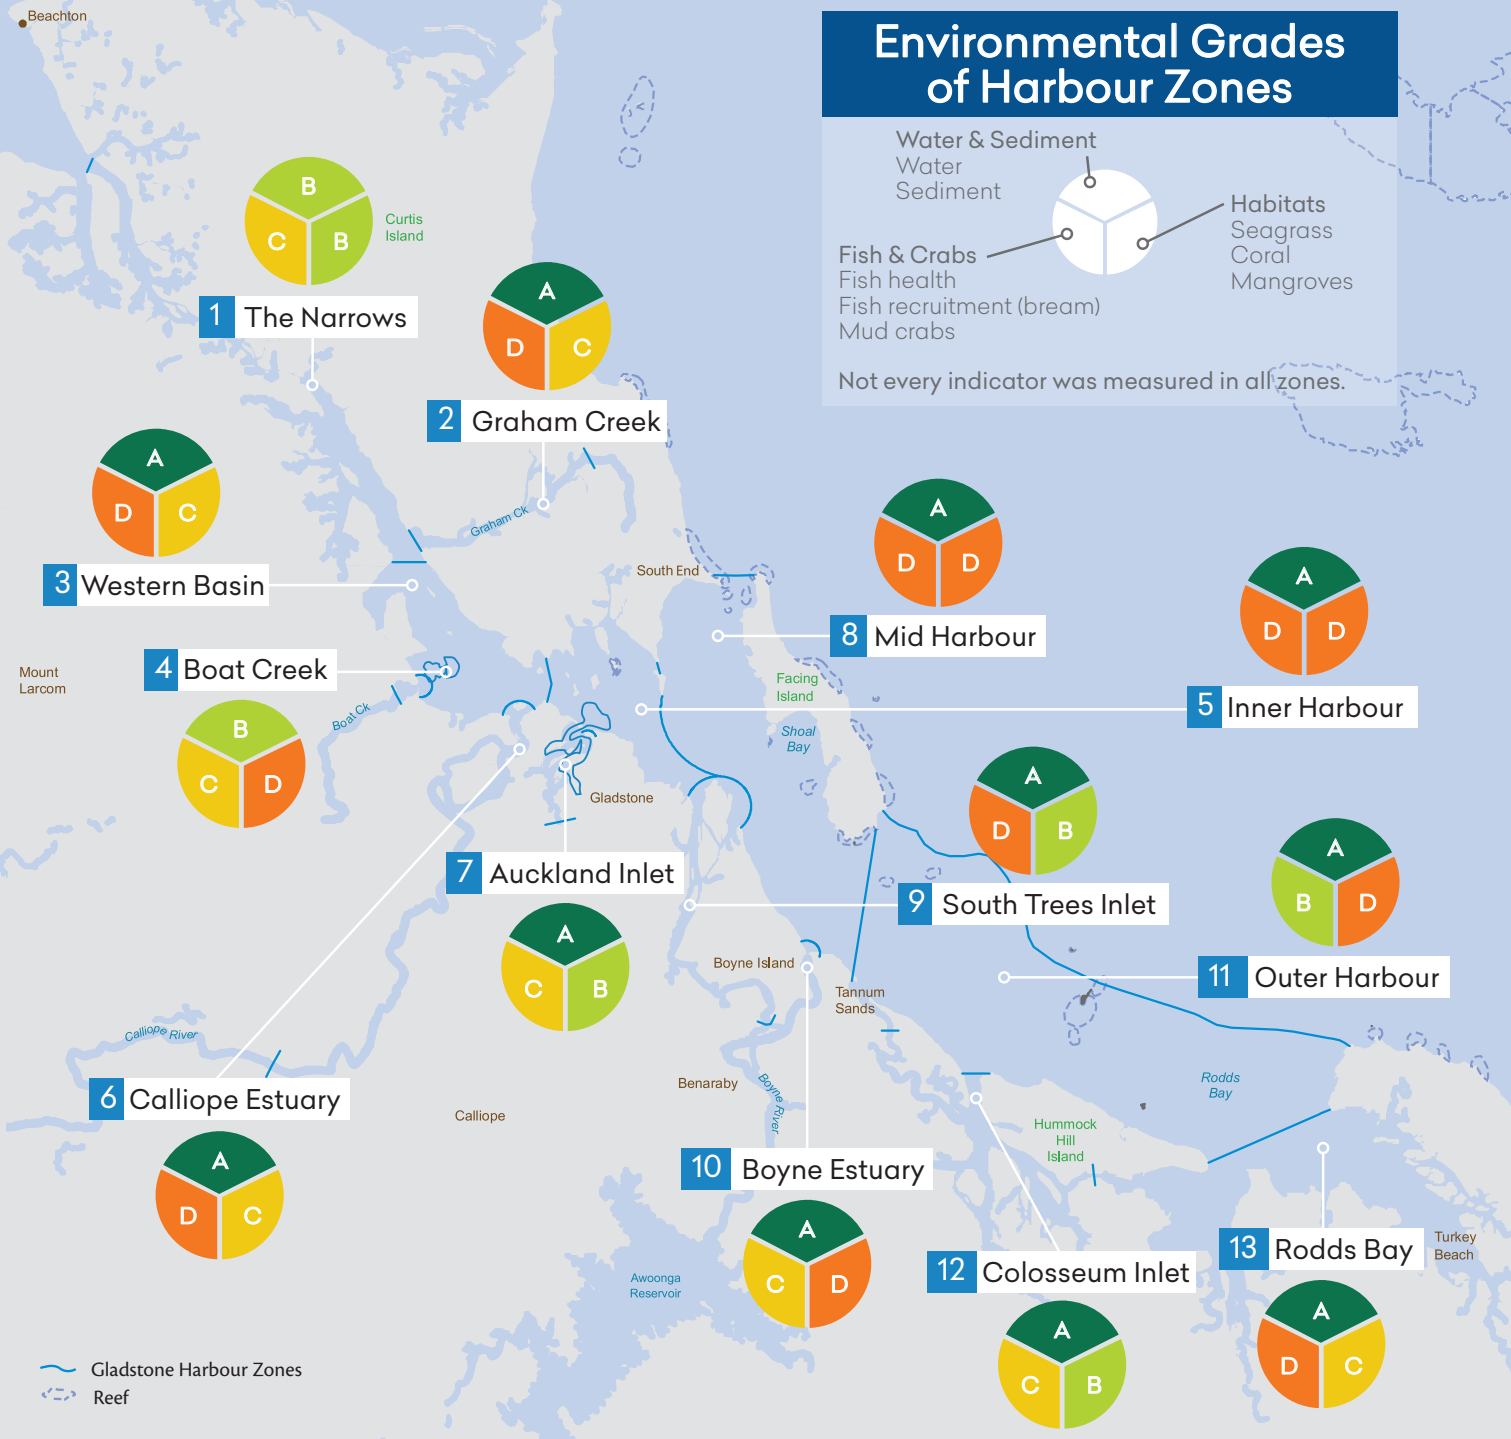 Beachton
Environmental Grades
of Harbour Zones
Water & Sediment
Water
Sediment
Habitats
Seagrass
Coral
Mangroves
Fish & Crabs
Fish health
Fish recruitment (bream)
Mud crabs
Not every indicator was measured in all zones.
B
C B
Curtis
Island
1 The Narrows
A
D C
2 Graham Creek
A
D C
3 Western Basin
Graham Ck
South End
A
D D
8 Mid Harbour
A
D D
5 Inner Harbour
Mount
Larcom
4 Boat Creek
B
C D
Boat Ck
Facing
Island
Shoal
Bay
Gladstone
7 Auckland Inlet
A
C B
A
D B
9 South Trees Inlet
A
B D
11 Outer Harbour
Boyne Island
Tannum
Sands
Calliope River
6 Calliope Estuary
A
D C
Calliope
Benaraby
Boyne River
Rodds
Bay
Hummock
Hill
Island
10 Boyne Estuary
A
C D
12 Colosseum Inlet
A
C B
13 Rodds Bay
A
D C
Turkey
Beach
Awoonga
Reservoir
Gladstone Harbour Zones
Reef